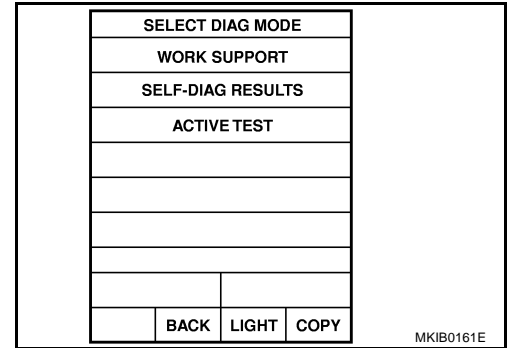 SELECT DIAG MODE
WORK SUPPORT
SELF-DIAG RESULTS
ACTIVE TEST
BACK LIGHT COPY
MKIB0161E